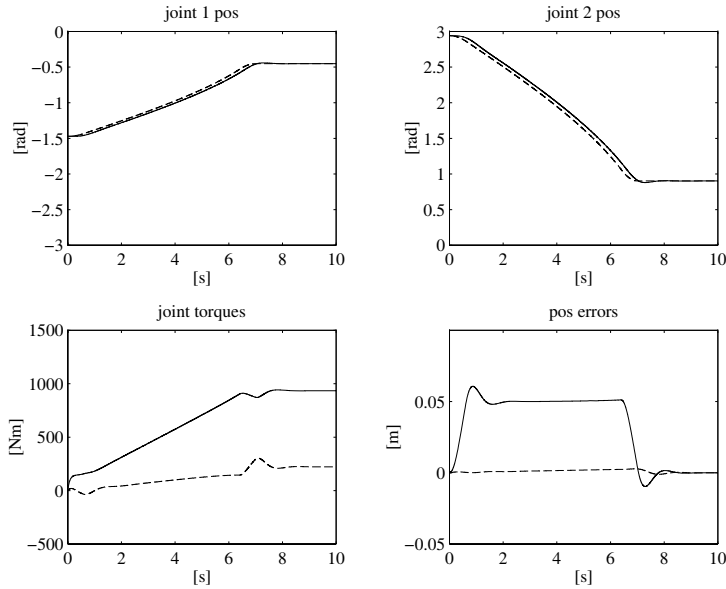 joint 1 pos
0
−0.5
−1
−1.5
−2
−2.5
−3
[rad]
0 2 4 6 8 10
[s]
joint 2 pos
3
2.5
2
1.5
1
0.5
0
[rad]
0 2 4 6 8 10
[s]
joint torques
1500
1000
500
0
−500
[Nm]
0 2 4 6 8 10
[s]
pos errors
0.05
0
−0.05
[m]
0 2 4 6 8 10
[s]